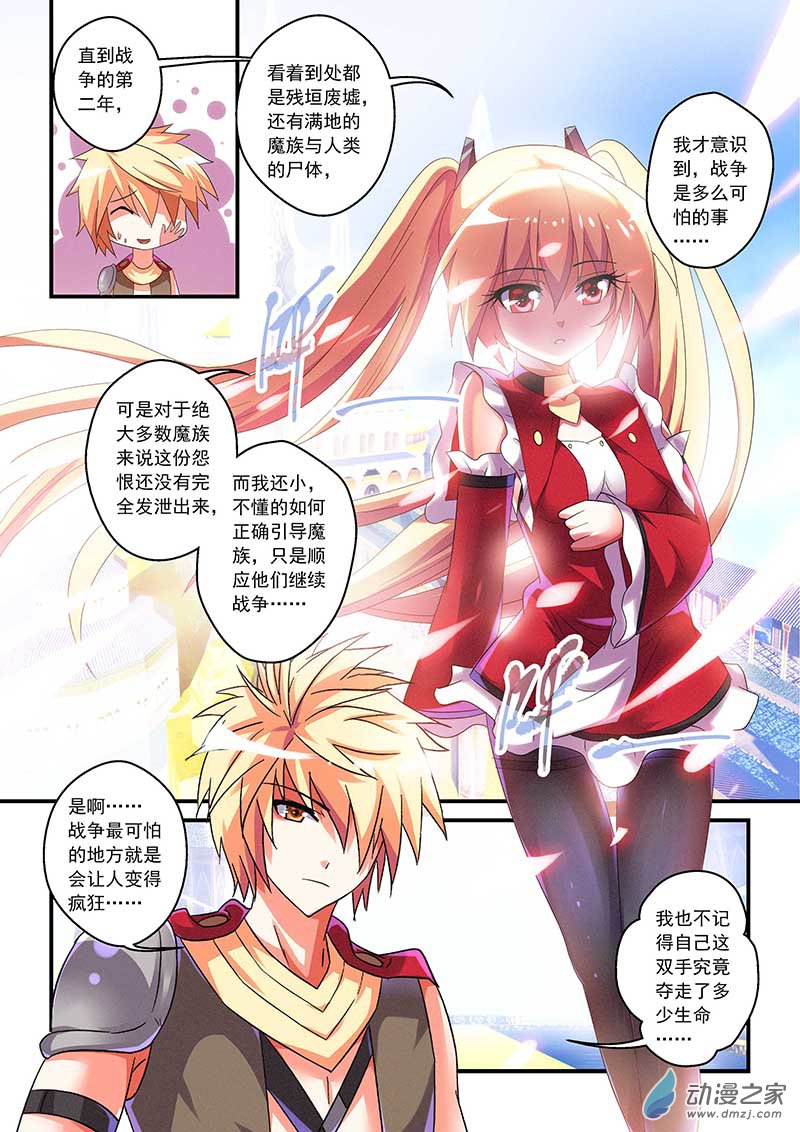 直到战
争的第
二年，
看着到处都
是残垣废墟，
还有满地的
魔族与人类
的尸体，
我才意识
到，战争
是多么可
怕的事
……
可是对于绝
大多数魔族
来说这份怨
恨还没有完
全发泄出来，
而我还小，
不懂的如何
正确引导魔
族，只是顺
应他们继续
战争……
是啊……
战争最可怕
的地方就是
会让人变得
疯狂……
我也不记
得自己这
双手究竟
夺走了多
少生命
……
动漫之家
www.dmzj.com